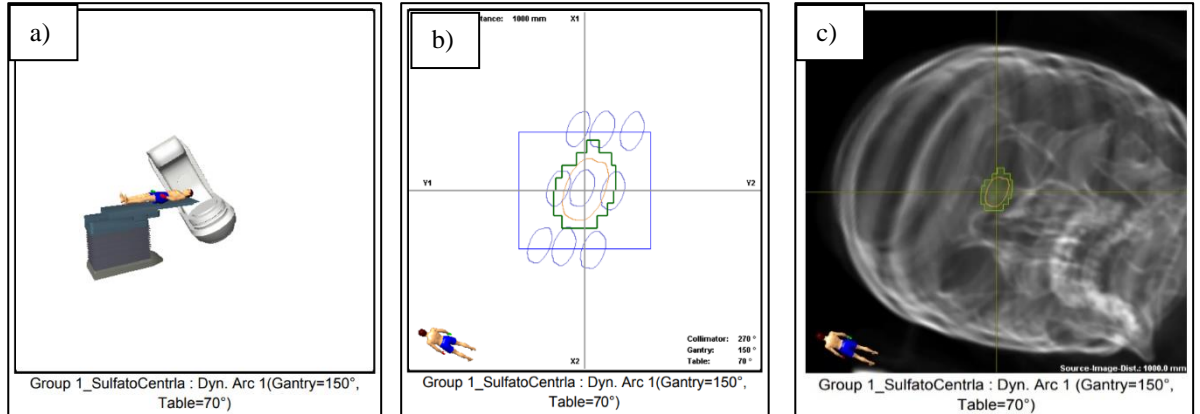 a)
Group 1_SulfatoCentrla : Dyn. Arc 1(Gantry=150°,
Table=70°)
b)
tance: 1000 mm
X1
Y1
Y2
X2
Collimator: 270 °
Gantry: 150 °
Table: 70 °
Group 1_SulfatoCentrla : Dyn. Arc 1(Gantry=150°,
Table=70°)
c)
Source-Image-Dist.: 1000.0 mm
Group 1_SulfatoCentrla : Dyn. Arc 1 (Gantry=150°,
Table=70°)